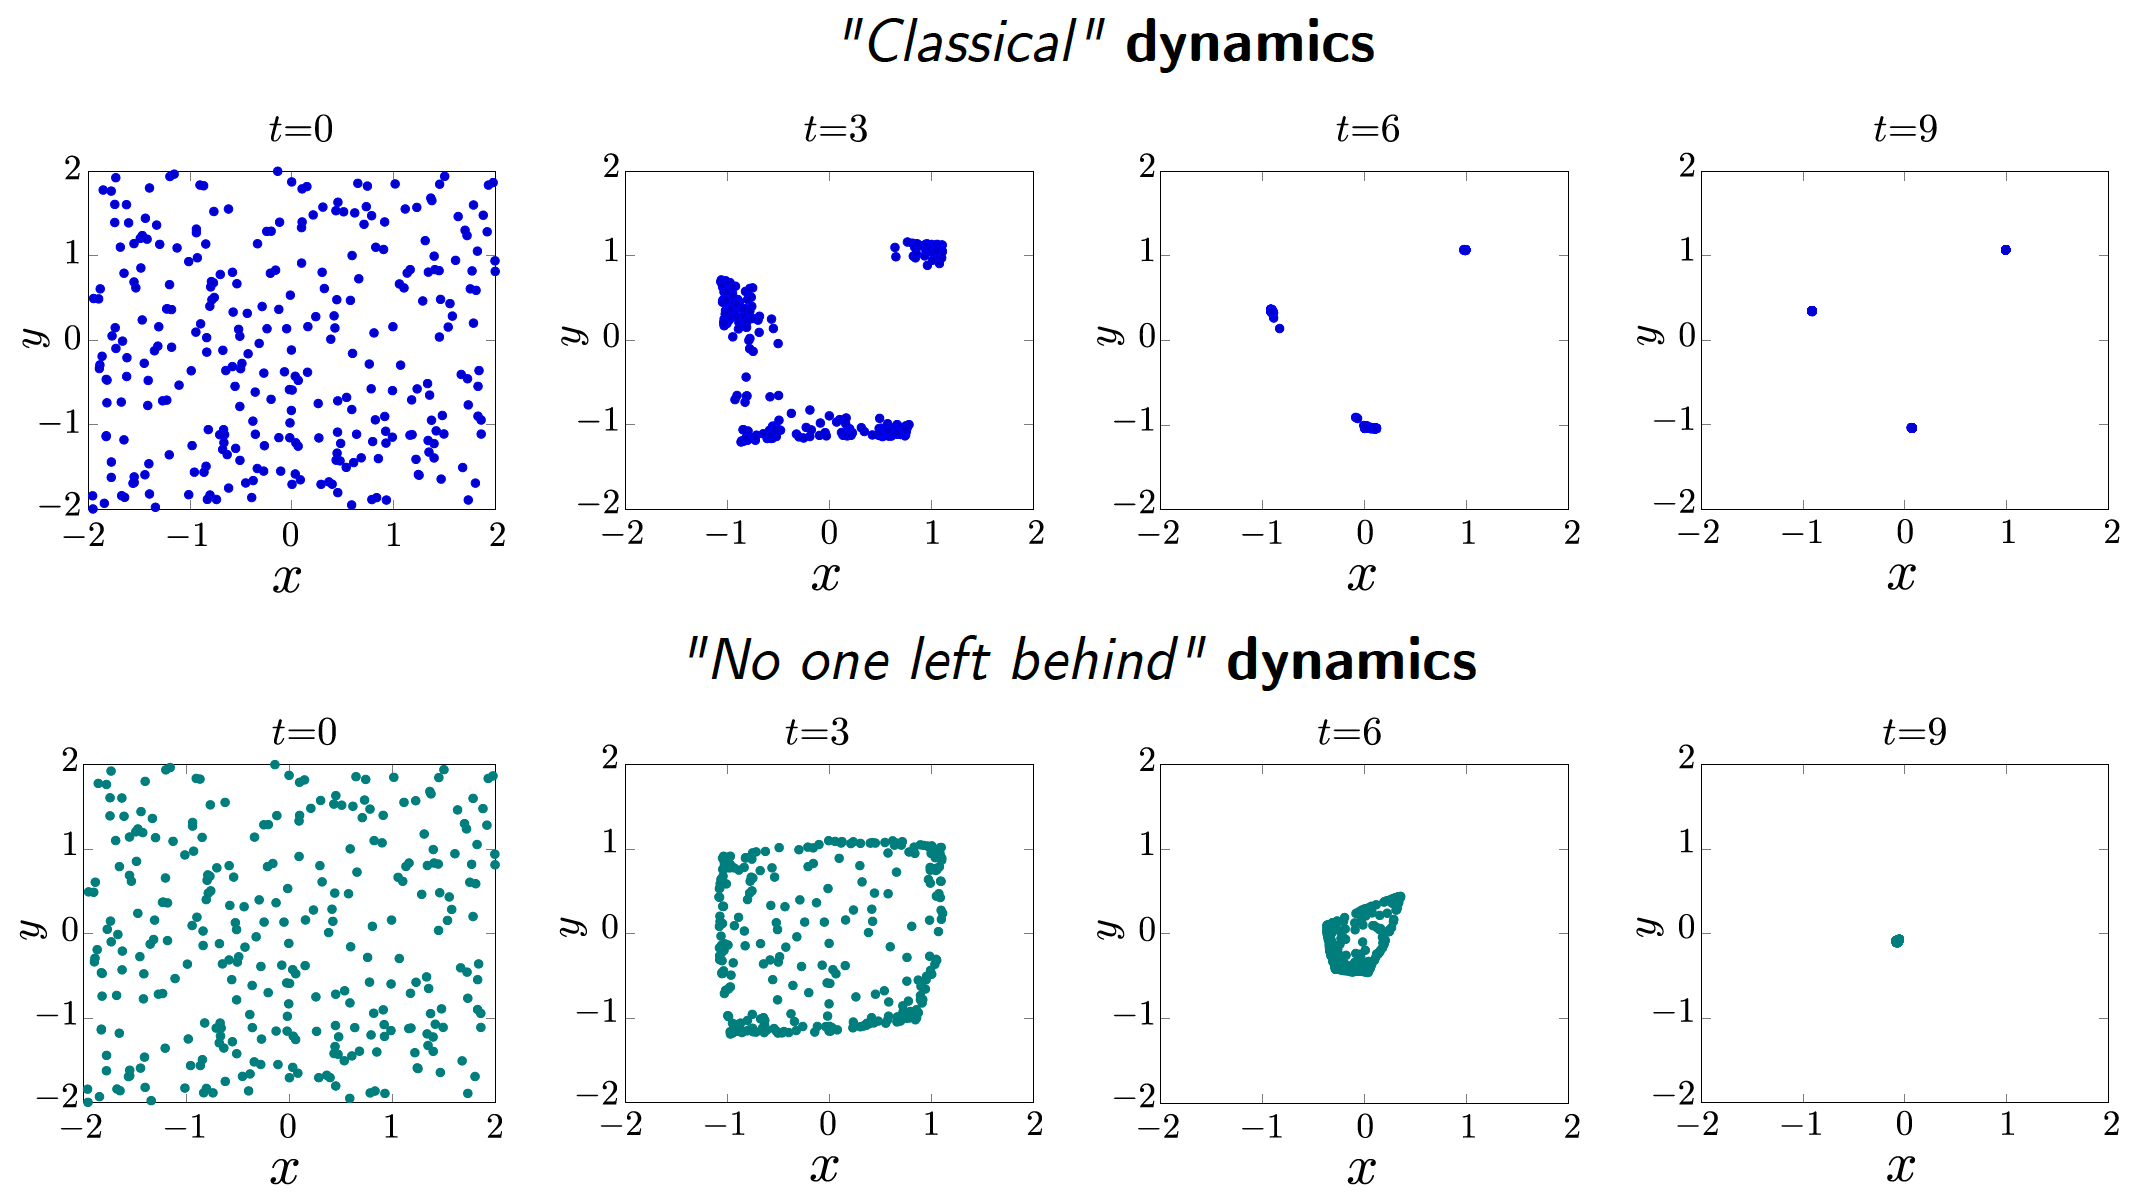 "Classical" dynamics
t=0 t=3 t=6 t=9
2 2 2 2
1 1 1 1
y 0 y 0 y 0 y 0
−1 −1 −1 −1
−2 −2 −2 −2
−2 −1 0 1 2 −2 −1 0 1 2 −2 −1 0 1 2 −2 −1 0 1 2
x x x x
"No one left behind" dynamics
t=0 t=3 t=6 t=9
2 2 2 2
1 1 1 1
y 0 y 0 y 0 y 0
−1 −1 −1 −1
−2 −2 −2 −2
−2 −1 0 1 2 −2 −1 0 1 2 −2 −1 0 1 2 −2 −1 0 1 2
x x x x